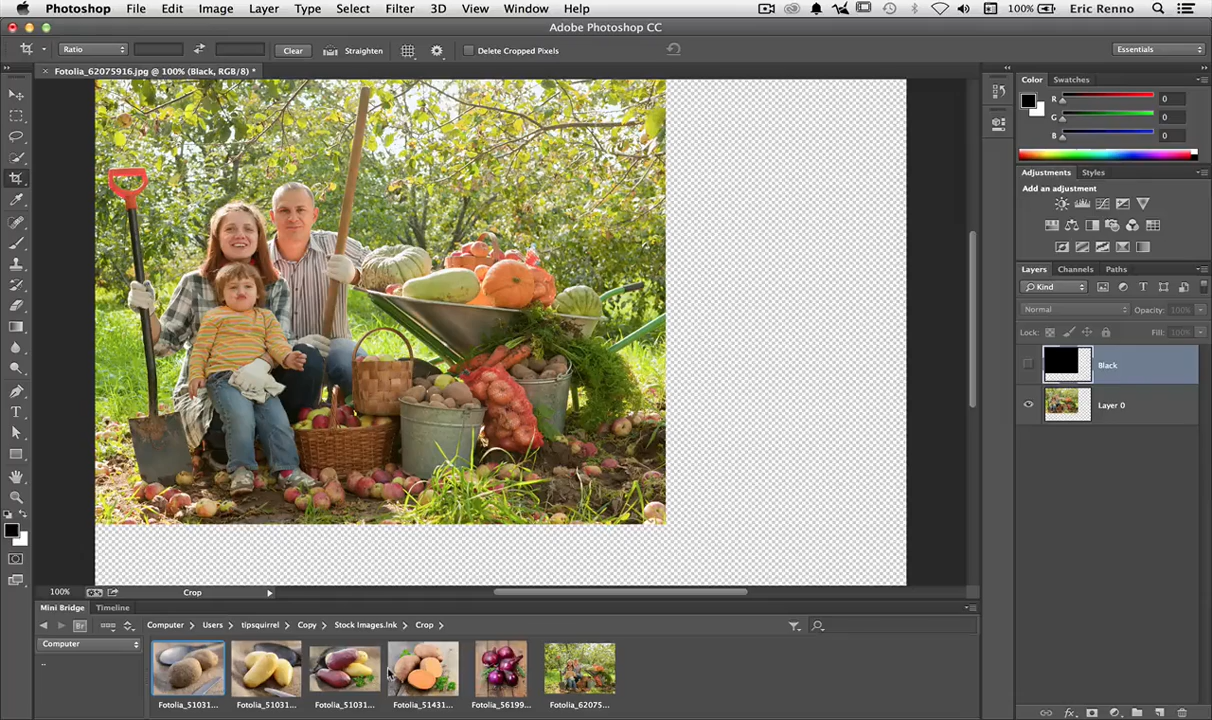 Photoshop File Edit Image Layer Type Select Filter 3D View Window Help 100% Eric Renno
Adobe Photoshop CC
Ratio Clear Straighten Delete Cropped Pixels Essentials
Fotolia_62075916.jpg @ 100% (Black, RGB/8) *
Color Swatches
R 0
G 0
B 0
Adjustments Styles
Add an adjustment
Layers Channels Paths
Kind
Normal Opacity: 100%
Lock: Fill: 100%
Black
Layer 0
100% Crop
Mini Bridge Timeline
Computer Users tipsquirrel Copy Stock Images.lnk Crop
Computer
..
Fotolia_51031... Fotolia_51031... Fotolia_51031... Fotolia_51431... Fotolia_56199... Fotolia_62075...
fx